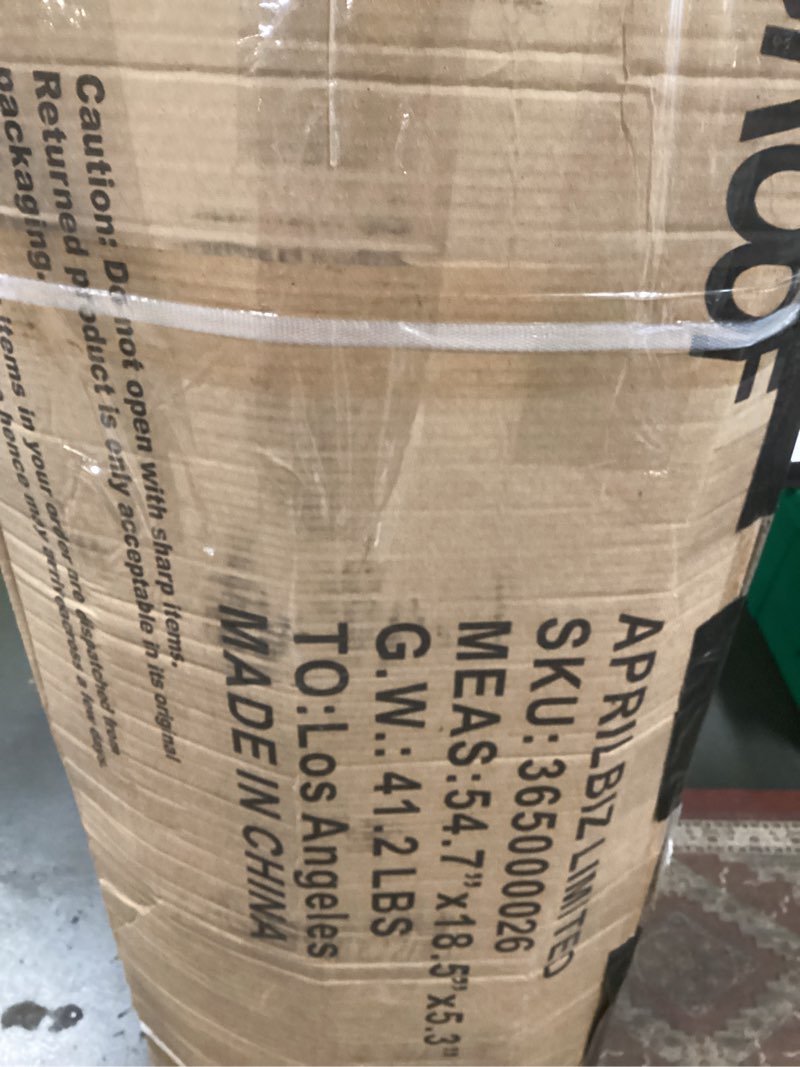 APRILBIZ LIMITED
SKU: 365000026
MEAS:54.7"x18.5"x5.3"
G.W.: 41.2 LBS
TO:Los Angeles
MADE IN CHINA
Caution: Do not open with sharp items.
Returned product is only acceptable in its original
packaging.
items in your order are dispatched from
hence may arrive across a few days.